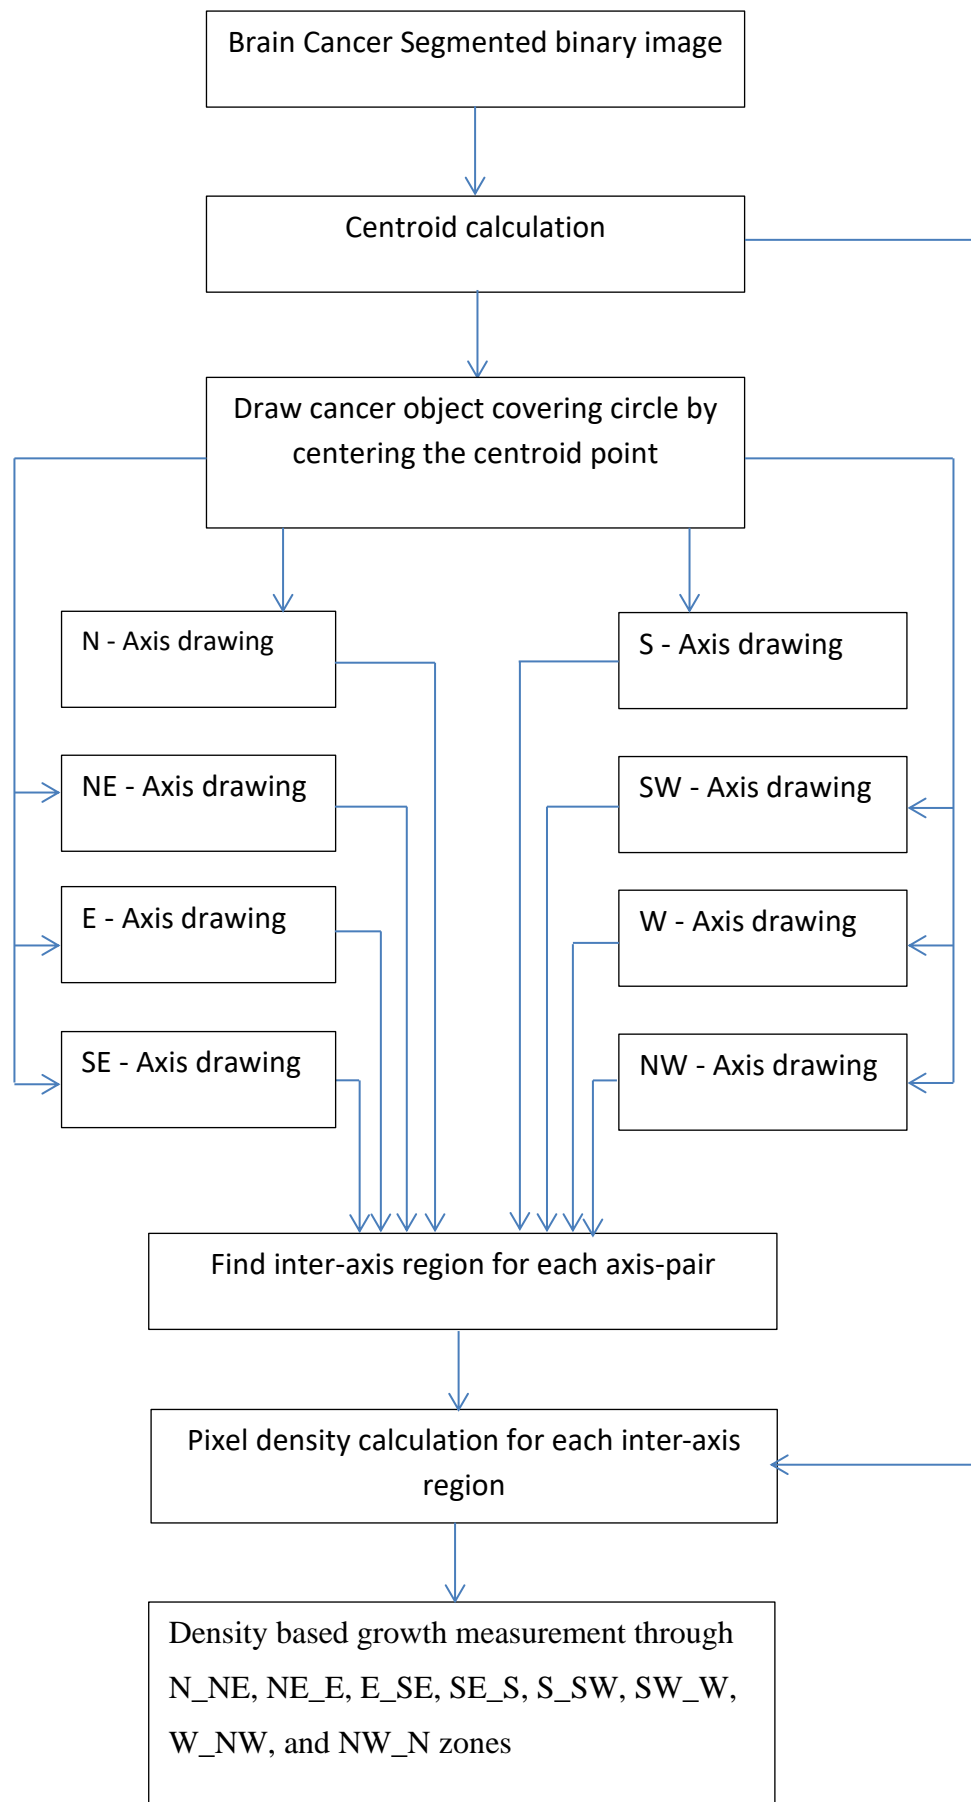 Brain Cancer Segmented binary image
Centroid calculation
Draw cancer object covering circle by
centering the centroid point
N - Axis drawing
S - Axis drawing
NE - Axis drawing
SW - Axis drawing
E - Axis drawing
W - Axis drawing
SE - Axis drawing
NW - Axis drawing
Find inter-axis region for each axis-pair
Pixel density calculation for each inter-axis
region
Density based growth measurement through
N_NE, NE_E, E_SE, SE_S, S_SW, SW_W,
W_NW, and NW_N zones